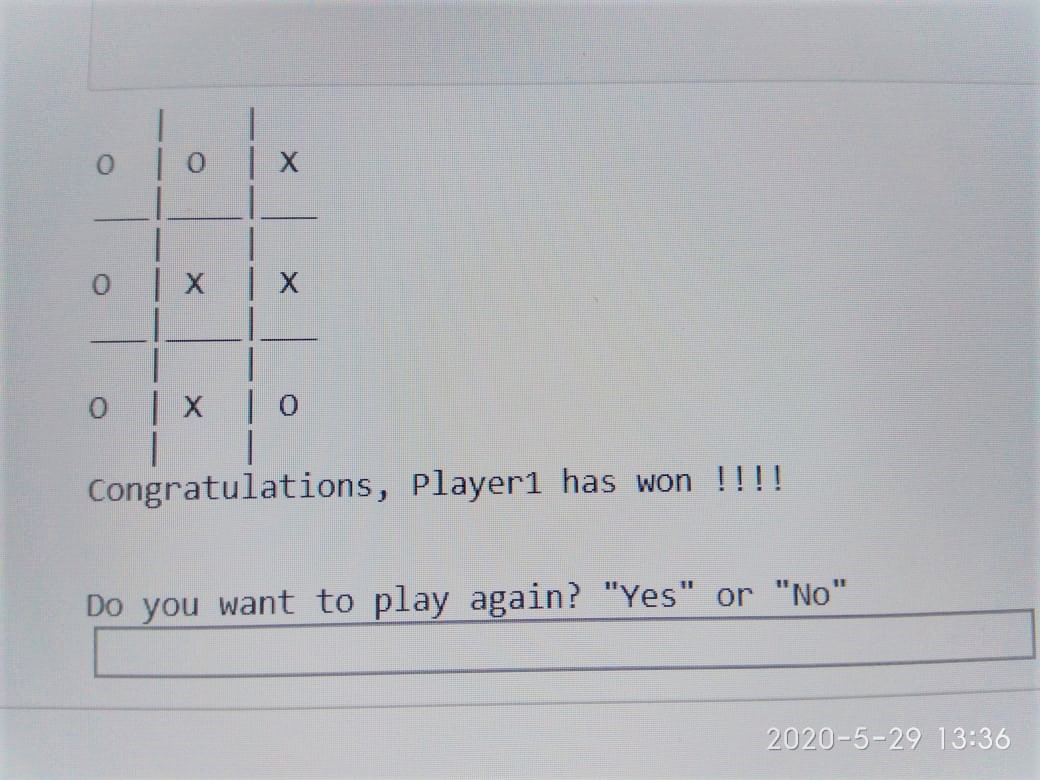 O | O | X
O | X | X
O | X | O
Congratulations, Player1 has won !!!!
Do you want to play again? "Yes" or "No"
2020-5-29 13:36